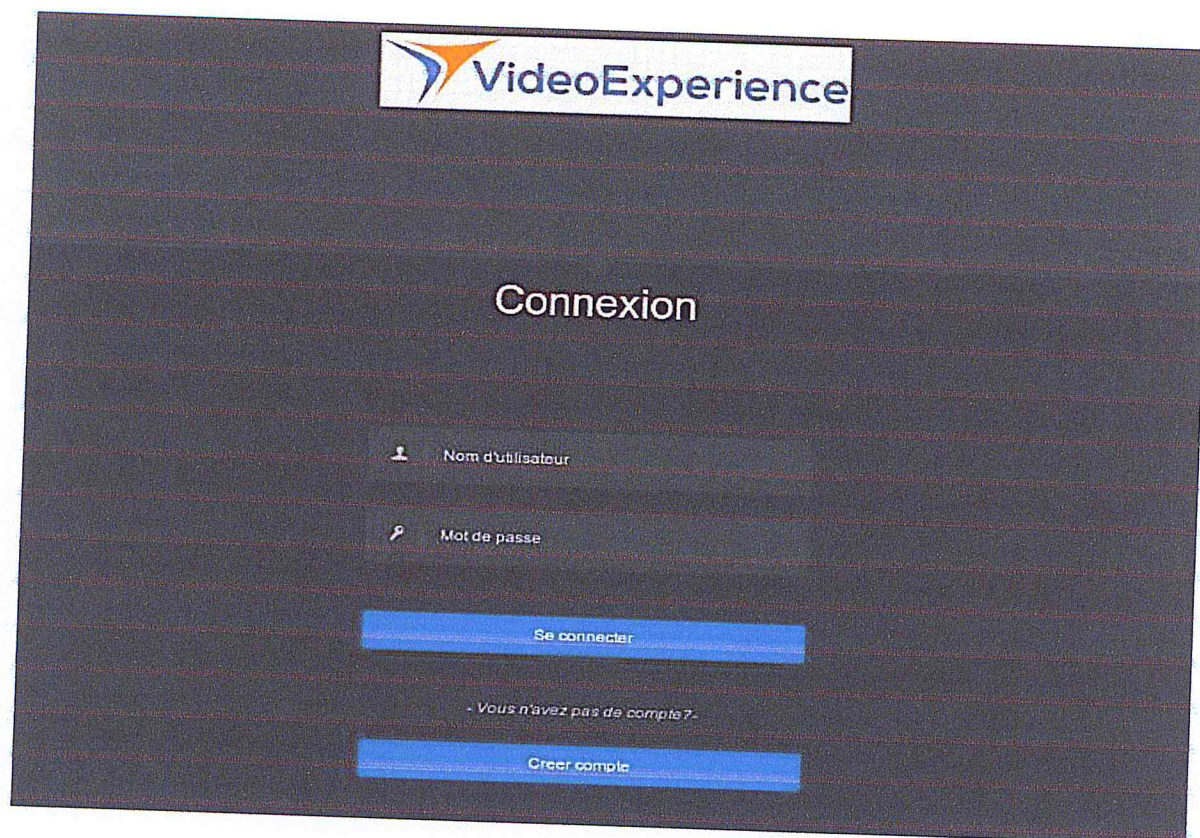 VideoExperience
Connexion
Nom d'utilisateur
Mot de passe
Se connecter
- Vous n'avez pas de compte?-
Creer compte